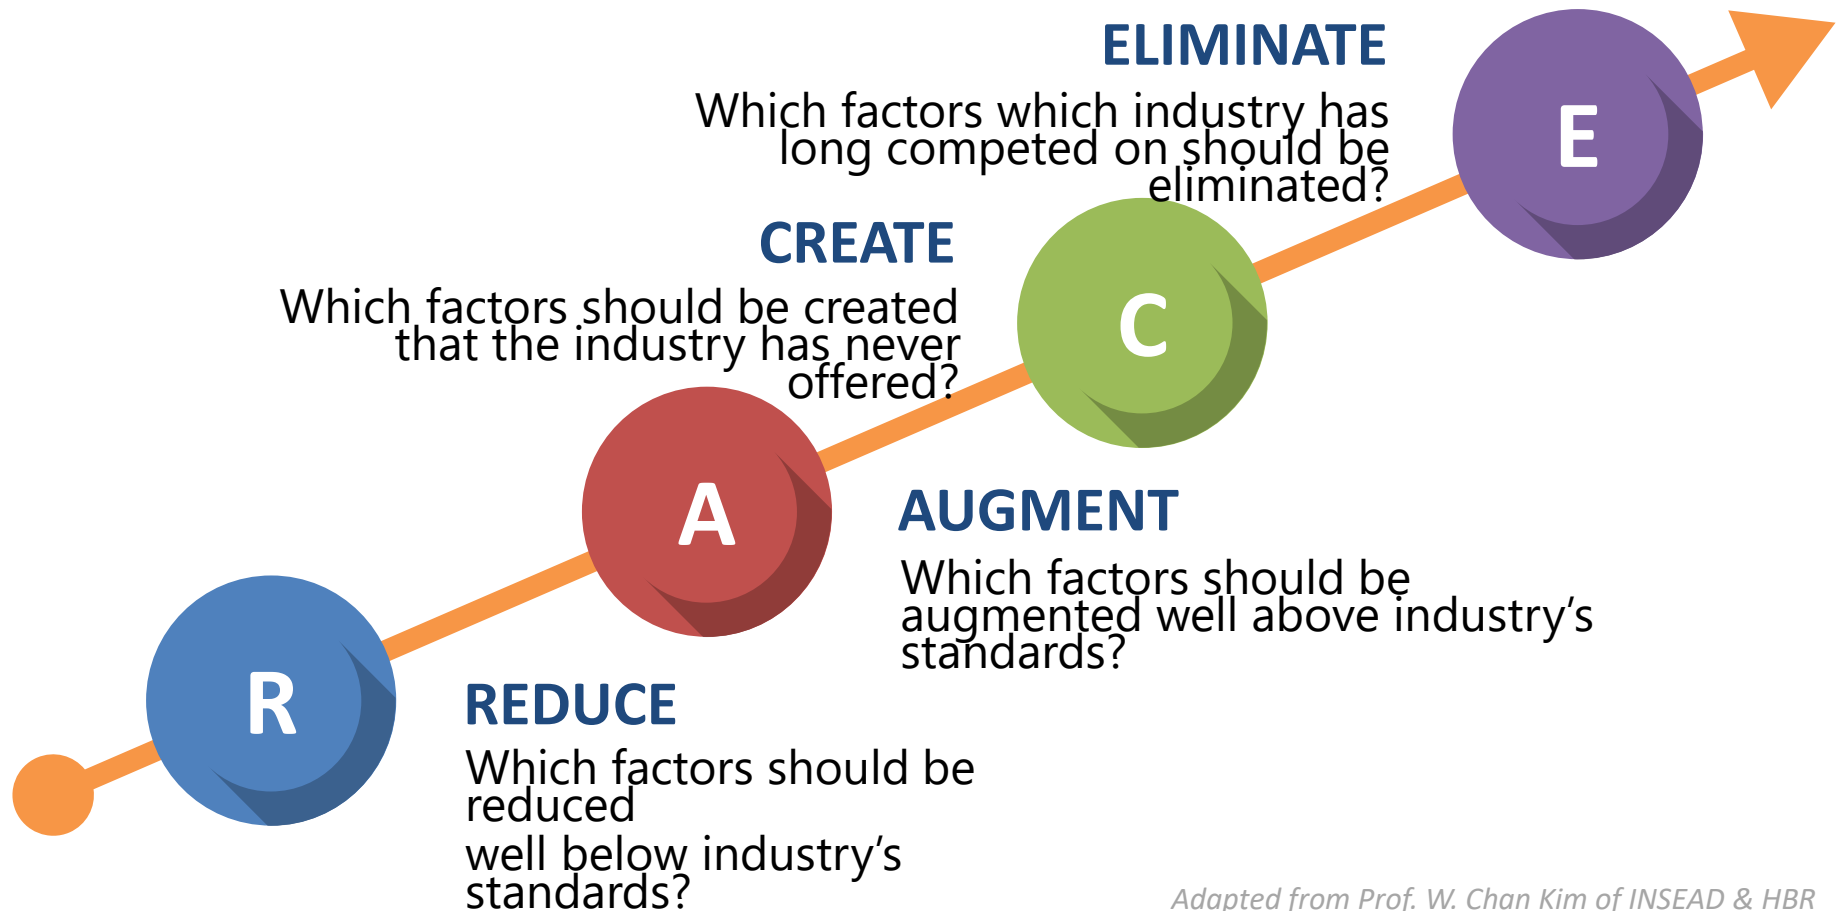 ELIMINATE
Which factors which industry has
long competed on should be
eliminated?
E
CREATE
Which factors should be created
that the industry has never
offered?
C
A
AUGMENT
Which factors should be
augmented well above industry’s
standards?
R
REDUCE
Which factors should be
reduced
well below industry’s
standards?
Adapted from Prof. W. Chan Kim of INSEAD & HBR